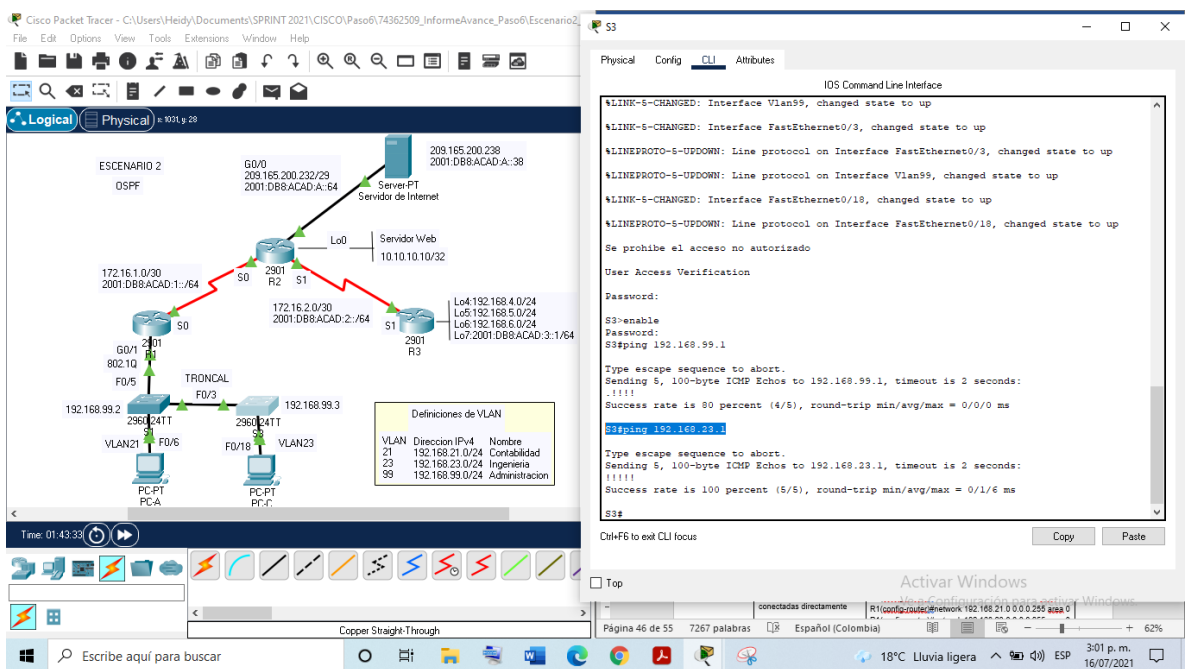 Cisco Packet Tracer - C:\Users\Heidy\Documents\SPRINT 2021\CISCO\Paso6\74362509_InformeAvance_Paso6\Escenario2_
File Edit Options View Tools Extensions Window Help
Logical
Physical
x: 1031, y: 28
ESCENARIO 2
OSPF
G0/0
209.165.200.232/29
2001:DB8:ACAD:A::64
209.165.200.238
2001:DB8:ACAD:A::38
Server-PT
Servidor de Internet
Lo0
Servidor Web
10.10.10.10/32
2901
R2
S0
S1
172.16.1.0/30
2001:DB8:ACAD:1::/64
172.16.2.0/30
2001:DB8:ACAD:2::/64
S0
2901
R1
S1
2901
R3
Lo4:192.168.4.0/24
Lo5:192.168.5.0/24
Lo6:192.168.6.0/24
Lo7:2001:DB8:ACAD:3::1/64
G0/1
802.1Q
F0/5
TRONCAL
F0/3
192.168.99.2
2960-24TT
S1
192.168.99.3
2960-24TT
S3
VLAN21
F0/6
F0/18
VLAN23
PC-PT
PC-A
PC-PT
PC-C
Definiciones de VLAN
VLAN Direccion IPv4 Nombre
21 192.168.21.0/24 Contabilidad
23 192.168.23.0/24 Ingenieria
99 192.168.99.0/24 Administracion
Time: 01:43:33
Copper Straight-Through
S3
Physical Config CLI Attributes
IOS Command Line Interface
%LINK-5-CHANGED: Interface Vlan99, changed state to up
%LINK-5-CHANGED: Interface FastEthernet0/3, changed state to up
%LINEPROTO-5-UPDOWN: Line protocol on Interface FastEthernet0/3, changed state to up
%LINEPROTO-5-UPDOWN: Line protocol on Interface Vlan99, changed state to up
%LINK-5-CHANGED: Interface FastEthernet0/18, changed state to up
%LINEPROTO-5-UPDOWN: Line protocol on Interface FastEthernet0/18, changed state to up
Se prohibe el acceso no autorizado
User Access Verification
Password:
S3>enable
Password:
S3#ping 192.168.99.1
Type escape sequence to abort.
Sending 5, 100-byte ICMP Echos to 192.168.99.1, timeout is 2 seconds:
.!!!!
Success rate is 80 percent (4/5), round-trip min/avg/max = 0/0/0 ms
S3#ping 192.168.23.1
Type escape sequence to abort.
Sending 5, 100-byte ICMP Echos to 192.168.23.1, timeout is 2 seconds:
!!!!!
Success rate is 100 percent (5/5), round-trip min/avg/max = 0/1/6 ms
S3#
Ctrl+F6 to exit CLI focus
Copy
Paste
Top
Activar Windows
Ve a Configuración para activar Windows.
conectadas directamente
R1(config-router)#network 192.168.21.0 0.0.0.255 area 0
Página 46 de 55 7267 palabras Español (Colombia) 62%
Escribe aquí para buscar
18°C Lluvia ligera
ESP
3:01 p. m.
16/07/2021